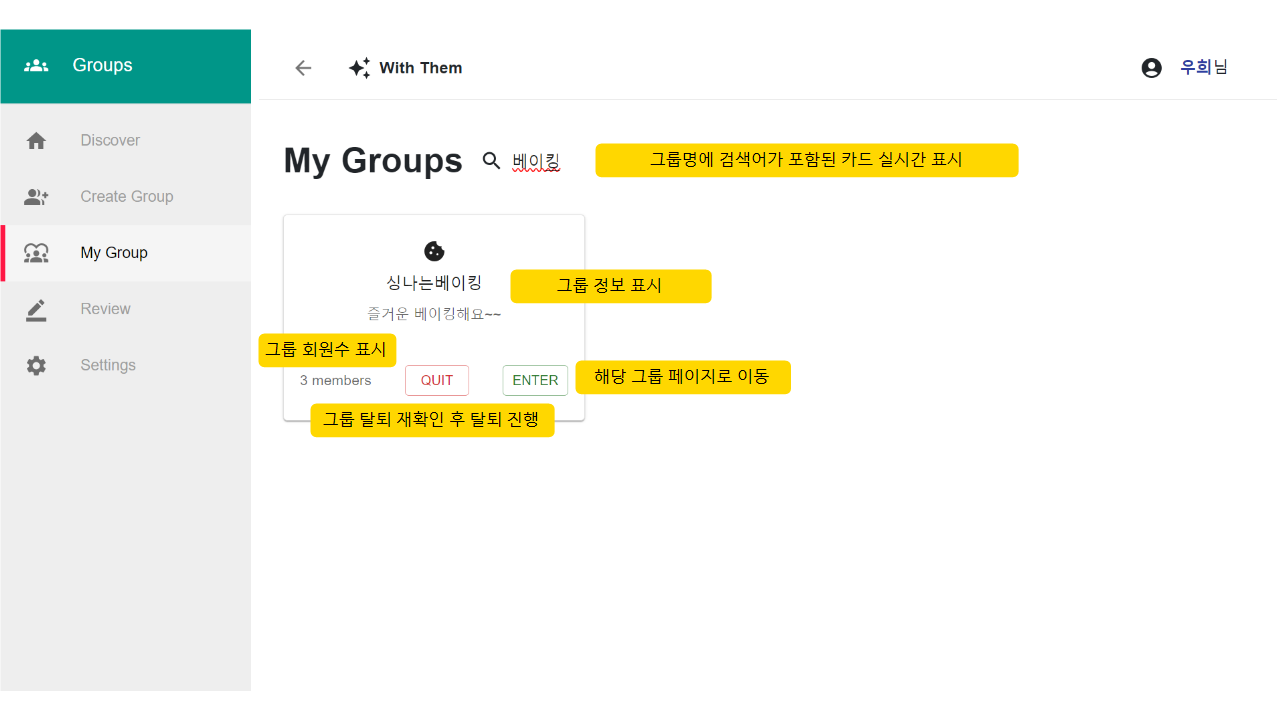 Groups
With Them
우희님
Discover
Create Group
My Group
Review
Settings
My Groups
베이킹
그룹명에 검색어가 포함된 카드 실시간 표시
싱나는베이킹
그룹 정보 표시
즐거운 베이킹해요~~
그룹 회원수 표시
3 members
QUIT
ENTER
해당 그룹 페이지로 이동
그룹 탈퇴 재확인 후 탈퇴 진행